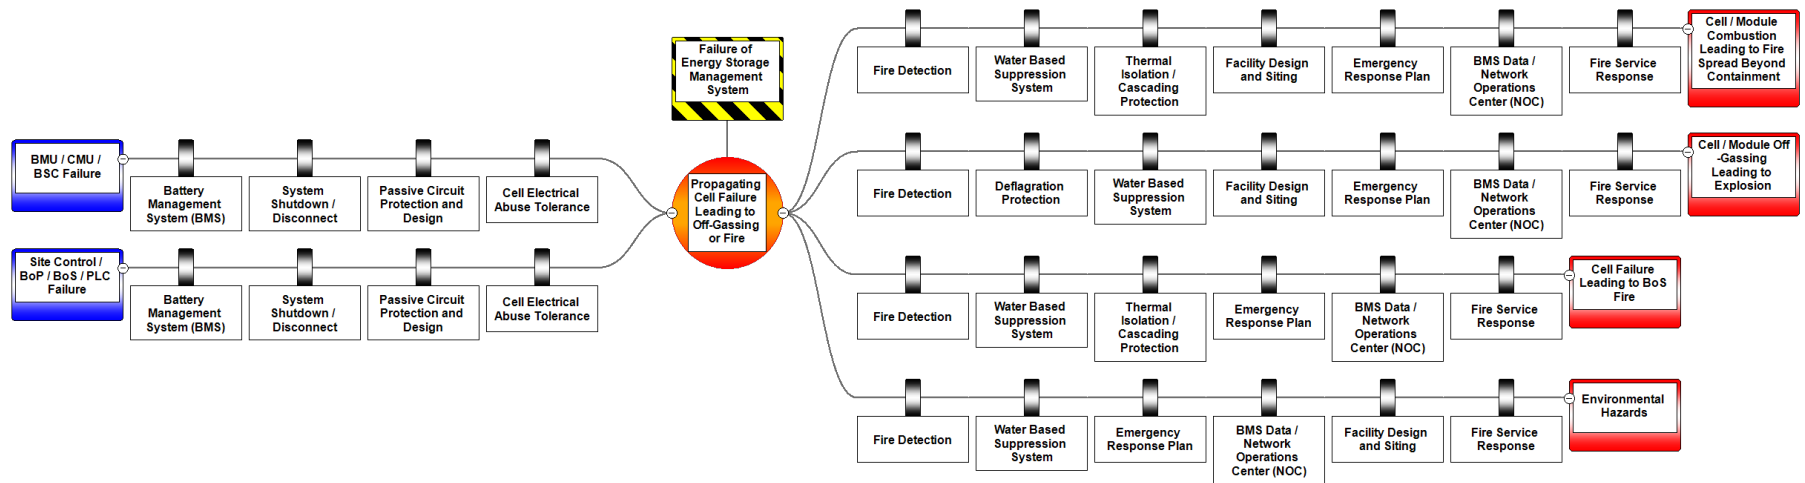 Failure of
Energy Storage
Management
System
BMU / CMU /
BSC Failure
Battery
Management
System (BMS)
System
Shutdown /
Disconnect
Passive Circuit
Protection and
Design
Cell Electrical
Abuse Tolerance
Site Control /
BoP / BoS / PLC
Failure
Battery
Management
System (BMS)
System
Shutdown /
Disconnect
Passive Circuit
Protection and
Design
Cell Electrical
Abuse Tolerance
Propagating
Cell Failure
Leading to
Off-Gassing
or Fire
Fire Detection
Water Based
Suppression
System
Thermal
Isolation /
Cascading
Protection
Facility Design
and Siting
Emergency
Response Plan
BMS Data /
Network
Operations
Center (NOC)
Fire Service
Response
Cell / Module
Combustion
Leading to Fire
Spread Beyond
Containment
Fire Detection
Deflagration
Protection
Water Based
Suppression
System
Facility Design
and Siting
Emergency
Response Plan
BMS Data /
Network
Operations
Center (NOC)
Fire Service
Response
Cell / Module Off
-Gassing
Leading to
Explosion
Fire Detection
Water Based
Suppression
System
Thermal
Isolation /
Cascading
Protection
Emergency
Response Plan
BMS Data /
Network
Operations
Center (NOC)
Fire Service
Response
Cell Failure
Leading to BoS
Fire
Fire Detection
Water Based
Suppression
System
Emergency
Response Plan
BMS Data /
Network
Operations
Center (NOC)
Facility Design
and Siting
Fire Service
Response
Environmental
Hazards